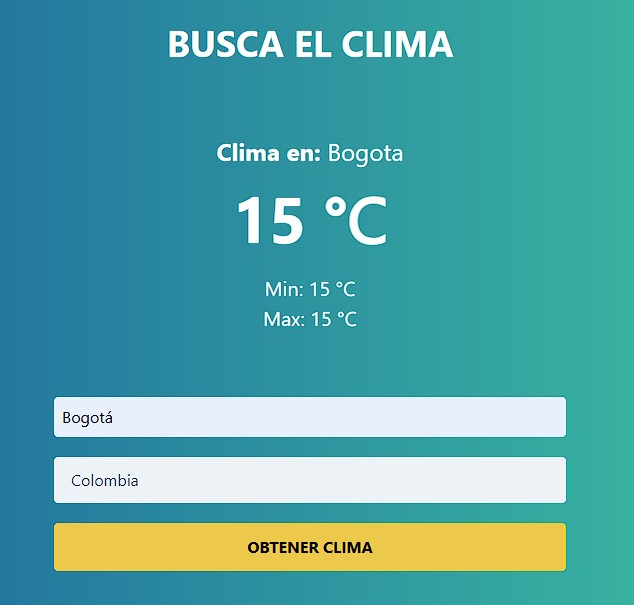 BUSCA EL CLIMA
Clima en: Bogota
15 °C
Min: 15 °C
Max: 15 °C
Bogotá
Colombia
OBTENER CLIMA